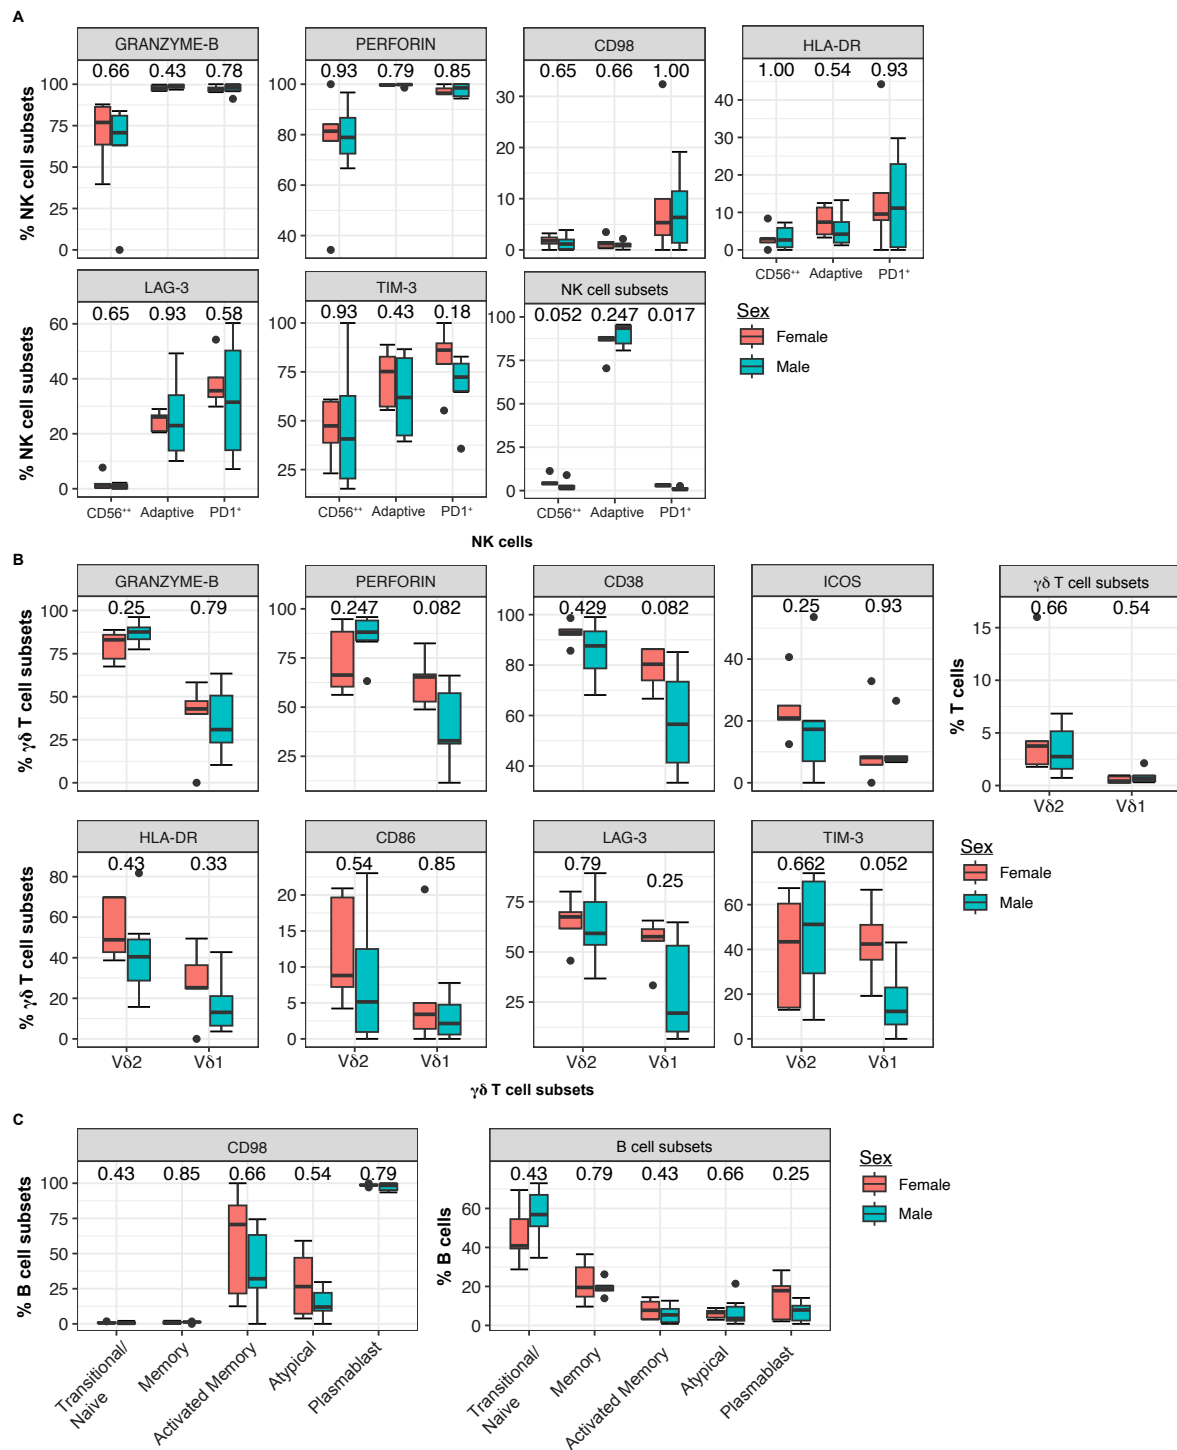 A
GRANZYME-B
PERFORIN
CD98
HLA-DR
0.66 0.43 0.78
0.93 0.79 0.85
0.65 0.66 1.00
1.00 0.54 0.93
% NK cell subsets
100
75
50
25
0
100
80
60
40
30
20
10
0
40
30
20
10
0
CD56++ Adaptive PD1+
LAG-3
TIM-3
NK cell subsets
0.65 0.93 0.58
0.93 0.43 0.18
0.052 0.247 0.017
% NK cell subsets
60
40
20
0
100
75
50
25
100
75
50
25
0
CD56++ Adaptive PD1+
CD56++ Adaptive PD1+
CD56++ Adaptive PD1+
Sex
Female
Male
NK cells
B
GRANZYME-B
PERFORIN
CD38
ICOS
γδ T cell subsets
0.25 0.79
0.247 0.082
0.429 0.082
0.25 0.93
0.66 0.54
% γδ T cell subsets
100
75
50
25
0
100
75
50
25
100
80
60
40
40
20
0
% T cells
15
10
5
0
Vδ2 Vδ1
HLA-DR
CD86
LAG-3
TIM-3
0.43 0.33
0.54 0.85
0.79 0.25
0.662 0.052
% γδ T cell subsets
80
60
40
20
0
20
15
10
5
0
75
50
25
60
40
20
0
Vδ2 Vδ1
Vδ2 Vδ1
Vδ2 Vδ1
Vδ2 Vδ1
Sex
Female
Male
γδ T cell subsets
C
CD98
B cell subsets
0.43 0.85 0.66 0.54 0.79
0.43 0.79 0.43 0.66 0.25
% B cell subsets
100
75
50
25
0
% B cells
60
40
20
0
Transitional/
Naive
Memory
Activated Memory
Atypical
Plasmablast
Transitional/
Naive
Memory
Activated Memory
Atypical
Plasmablast
Sex
Female
Male